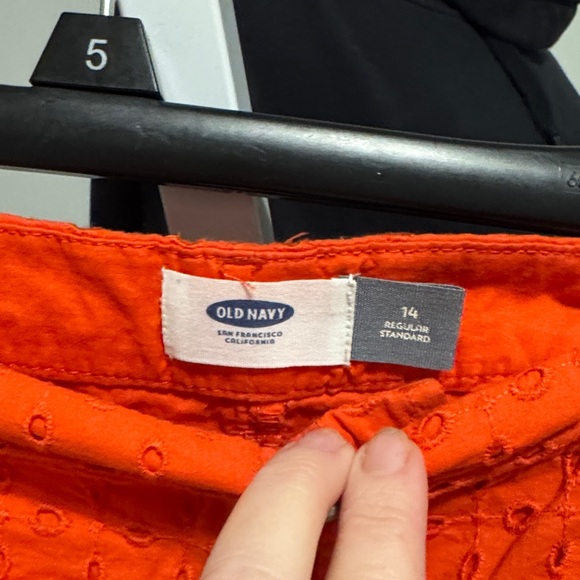 5
OLD NAVY
SAN FRANCISCO
CALIFORNIA
14
REGULAR
STANDARD